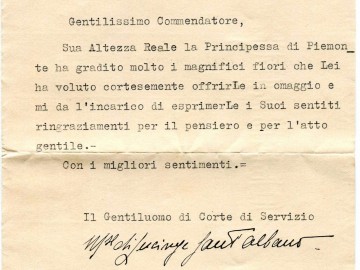 Gentilissimo Commendatore,
Sua Altezza Reale la Principessa di Piemon_
te ha gradito molto i magnifici fiori che Lei
ha voluto cortesemente offrirLe in omaggio e
mi da l'incarico di esprimerLe i Suoi sentiti
ringraziamenti per il pensiero e per l'atto
gentile.-
Con i migliori sentimenti.=
Il Gentiluomo di Corte di Servizio
di